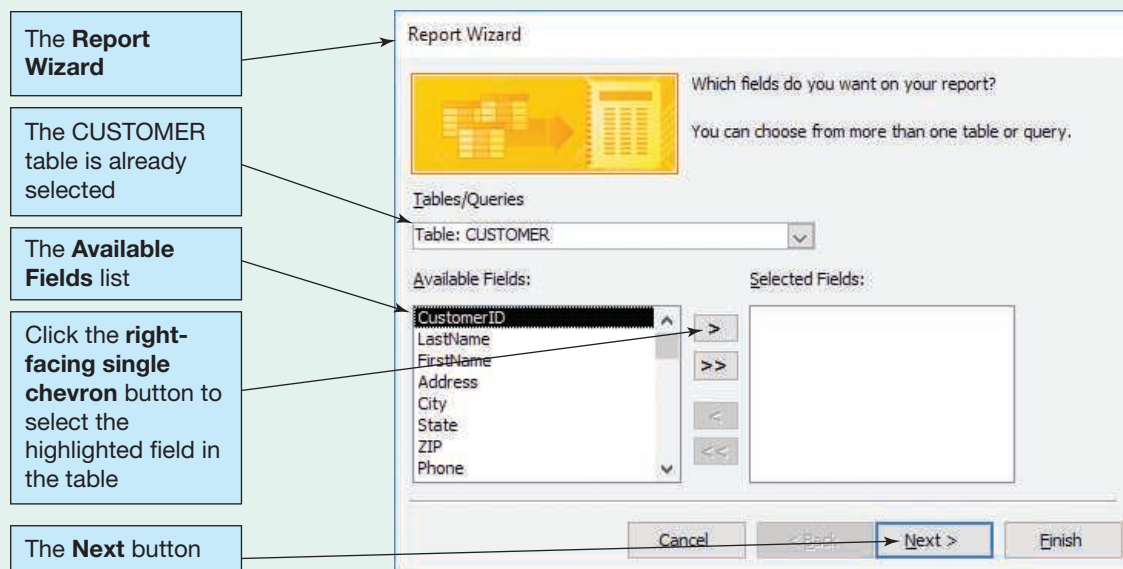 The Report
Wizard
The CUSTOMER
table is already
selected
The Available
Fields list
Click the right-
facing single
chevron button to
select the
highlighted field in
the table
The Next button
Report Wizard
Which fields do you want on your report?
You can choose from more than one table or query.
Tables/Queries
Table: CUSTOMER
Available Fields:
Selected Fields:
CustomerID
LastName
FirstName
Address
City
State
ZIP
Phone
>
>>
<
<<
Cancel
< Back
Next >
Finish